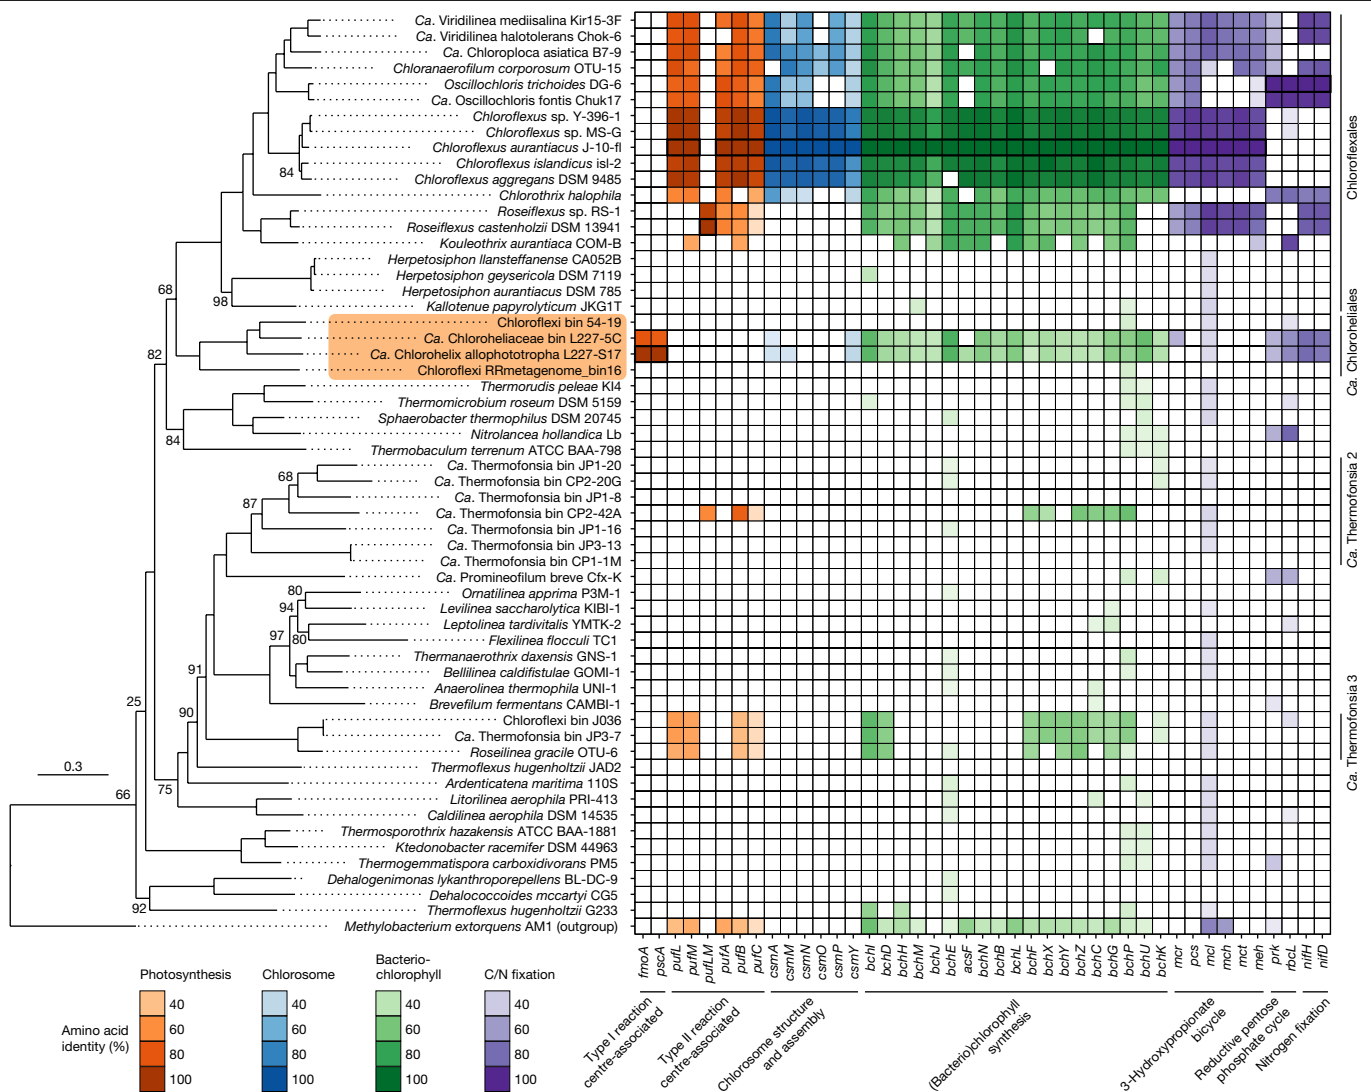 Ca. Viridilinea mediisalina Kir15-3F
Ca. Viridilinea halotolerans Chok-6
Ca. Chloroploca asiatica B7-9
Chloranaerofilum corporosum OTU-15
Oscillochloris trichoides DG-6
Ca. Oscillochloris fontis Chuk17
Chloroflexus sp. Y-396-1
Chloroflexus sp. MS-G
Chloroflexus aurantiacus J-10-fl
Chloroflexus islandicus isl-2
84
Chloroflexus aggregans DSM 9485
Chlorothrix halophila
Roseiflexus sp. RS-1
Roseiflexus castenholzii DSM 13941
Kouleothrix aurantiaca COM-B
Herpetosiphon llansteffanense CA052B
Herpetosiphon geysericola DSM 7119
Herpetosiphon aurantiacus DSM 785
68
98
Kallotenue papyrolyticum JKG1T
Chloroflexi bin 54-19
Ca. Chloroheliaceae bin L227-5C
82
Ca. Chlorohelix allophototropha L227-S17
Chloroflexi RRmetagenome_bin16
Thermorudis peleae KI4
Thermomicrobium roseum DSM 5159
Sphaerobacter thermophilus DSM 20745
84
Nitrolancea hollandica Lb
Thermobaculum terrenum ATCC BAA-798
Ca. Thermofonsia bin JP1-20
68
Ca. Thermofonsia bin CP2-20G
Ca. Thermofonsia bin JP1-8
87
Ca. Thermofonsia bin CP2-42A
Ca. Thermofonsia bin JP1-16
Ca. Thermofonsia bin JP3-13
Ca. Thermofonsia bin CP1-1M
Ca. Promineofilum breve Cfx-K
80
Ornatilinea apprima P3M-1
94
Levilinea saccharolytica KIBI-1
Leptolinea tardivitalis YMTK-2
97
80
Flexilinea flocculi TC1
Thermanaerothrix daxensis GNS-1
91
Bellilinea caldifistulae GOMI-1
Anaerolinea thermophila UNI-1
25
Brevefilum fermentans CAMBI-1
90
Chloroflexi bin J036
Ca. Thermofonsia bin JP3-7
Roseilinea gracile OTU-6
0.3
Thermoflexus hugenholtzii JAD2
75
Ardenticatena maritima 110S
66
Litorilinea aerophila PRI-413
Caldilinea aerophila DSM 14535
Thermosporothrix hazakensis ATCC BAA-1881
Ktedonobacter racemifer DSM 44963
Thermogemmatispora carboxidivorans PM5
Dehalogenimonas lykanthroporepellens BL-DC-9
Dehalococcoides mccartyi CG5
92
Thermoflexus hugenholtzii G233
Methylobacterium extorquens AM1 (outgroup)
Chloroflexales
Ca. Chloroheliales
Ca. Thermofonsia 2
Ca. Thermofonsia 3
fmoA
pscA
pufL
pufM
pufLM
pufA
pufB
pufC
csmA
csmM
csmN
csmO
csmP
csmY
bchI
bchD
bchH
bchM
bchJ
bchE
acsF
bchN
bchB
bchL
bchF
bchX
bchY
bchZ
bchC
bchG
bchP
bchU
bchK
mcr
pcs
mcl
mch
mct
meh
prk
rbcL
nifH
nifD
Type I reaction
centre-associated
Type II reaction
centre-associated
Chlorosome structure
and assembly
(Bacterio)chlorophyll
synthesis
3-Hydroxypropionate
bicycle
Reductive pentose
phosphate cycle
Nitrogen fixation
Amino acid
identity (%)
Photosynthesis
40
60
80
100
Chlorosome
40
60
80
100
Bacterio-
chlorophyll
40
60
80
100
C/N fixation
40
60
80
100